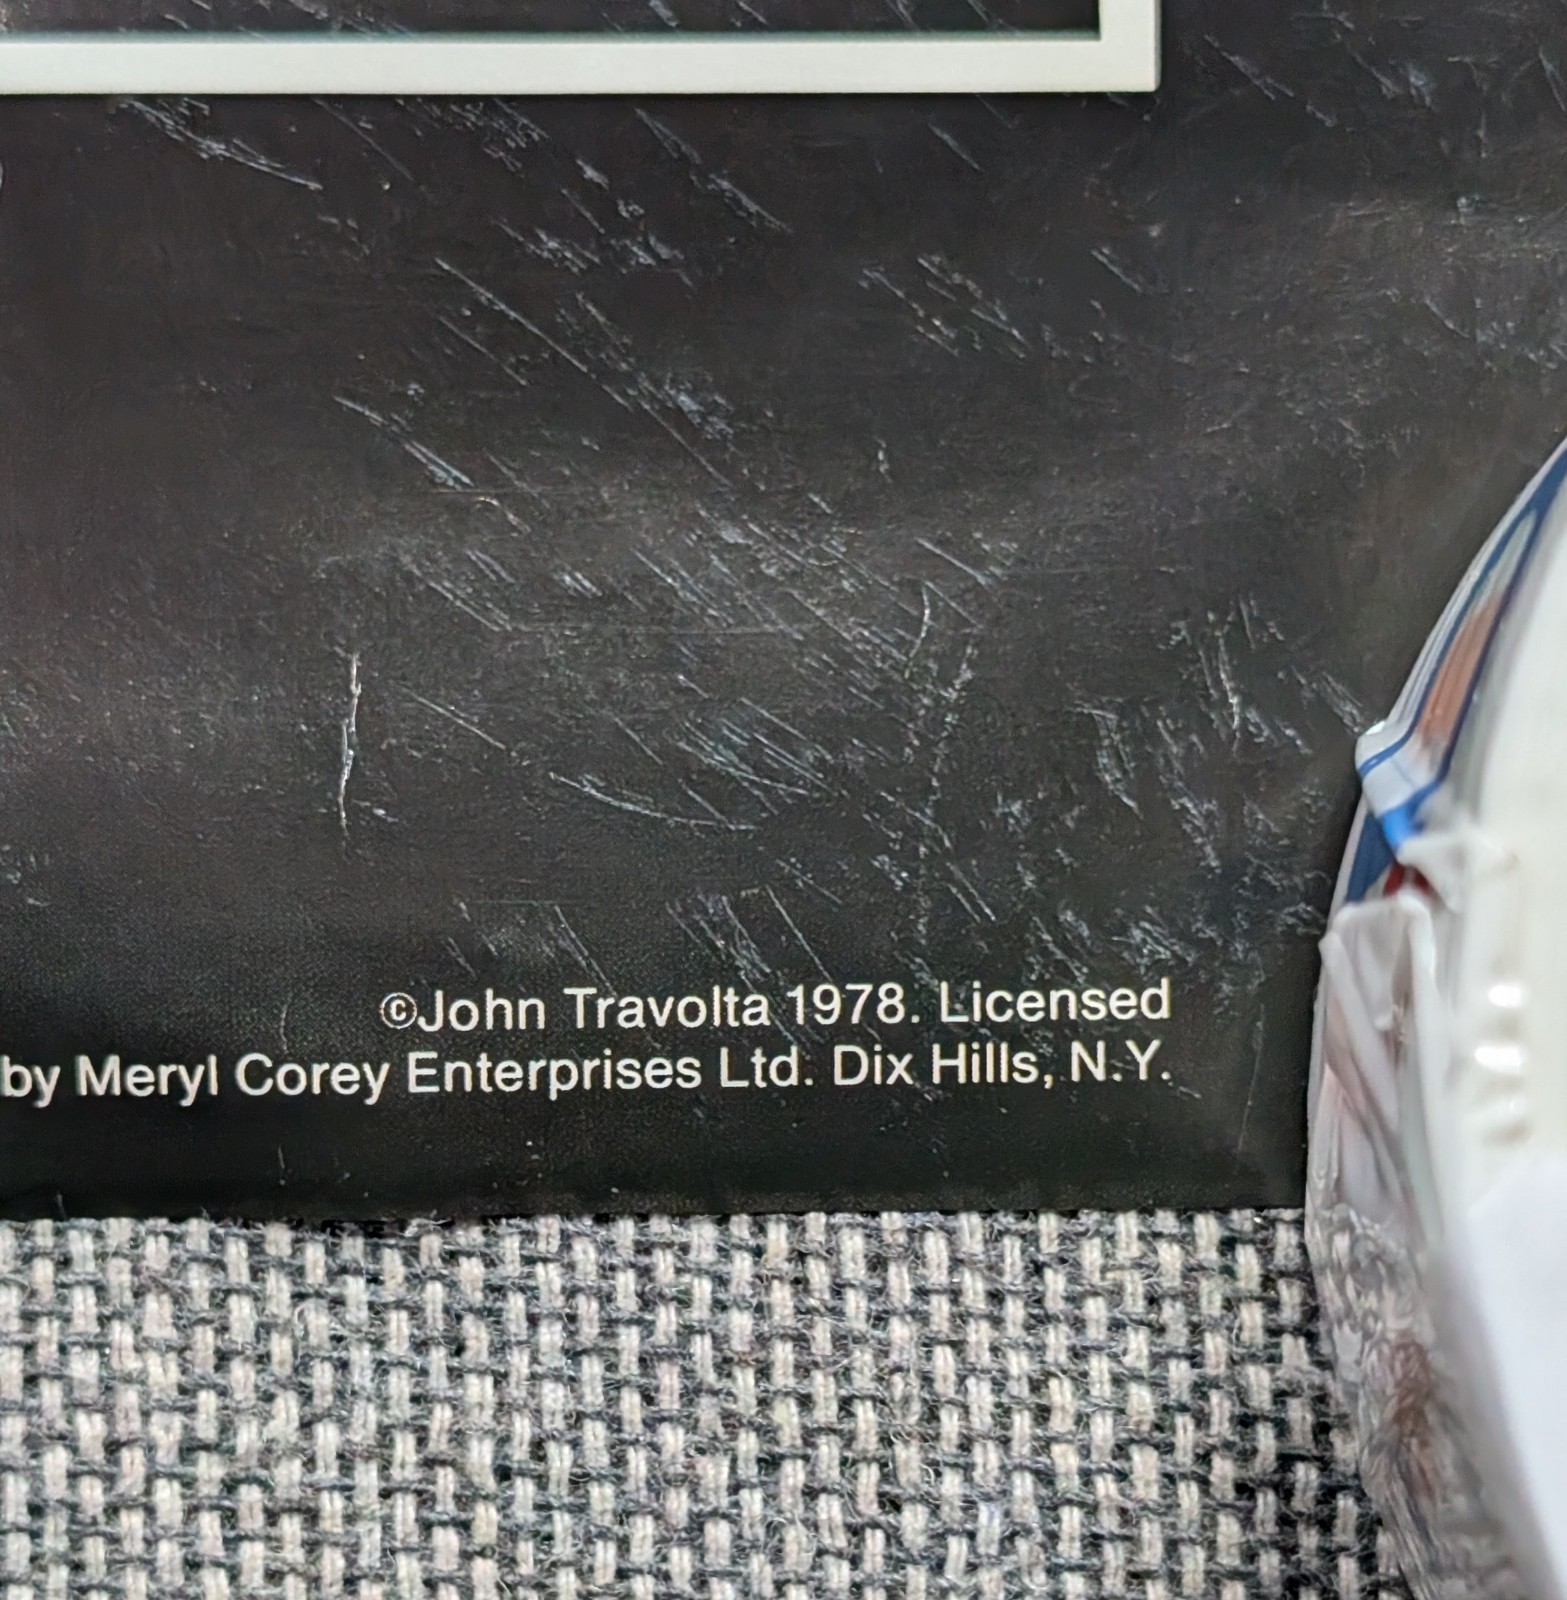 ©John Travolta 1978. Licensed
by Meryl Corey Enterprises Ltd. Dix Hills, N.Y.